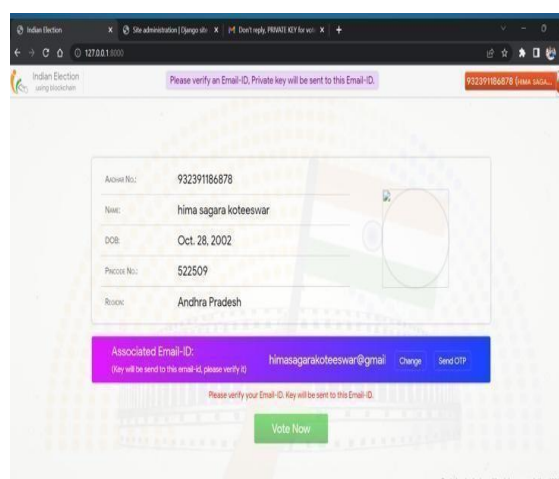 Indian Election
Site administration | Django site
Don't reply, PRIVATE KEY for vot
127.0.0.1:8000
Indian Election
using blockchain
Please verify an Email-ID, Private key will be sent to this Email-ID.
932391186878 (HIMA SAGA...
AADHAR NO.: 932391186878
NAME: hima sagara koteeswar
DOB: Oct. 28, 2002
PINCODE NO.: 522509
REGION: Andhra Pradesh
Associated Email-ID:
(Key will be send to this email-id, please verify it)
himasagarakoteeswar@gmail
Change
Send OTP
Please verify your Email-ID. Key will be sent to this Email-ID.
Vote Now